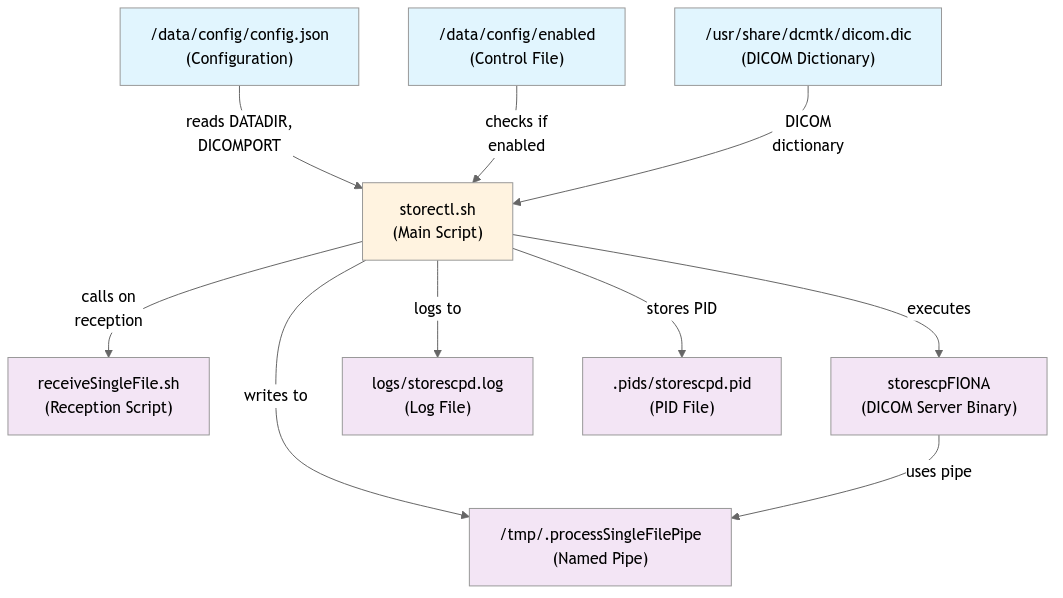 /data/config/config.json
(Configuration)
/data/config/enabled
(Control File)
/usr/share/dcmtk/dicom.dic
(DICOM Dictionary)
reads DATADIR,
DICOMPORT
checks if
enabled
DICOM
dictionary
storectl.sh
(Main Script)
calls on
reception
writes to
logs to
stores PID
executes
receiveSingleFile.sh
(Reception Script)
logs/storescpd.log
(Log File)
.pids/storescpd.pid
(PID File)
storescpFIONA
(DICOM Server Binary)
uses pipe
/tmp/.processSingleFilePipe
(Named Pipe)